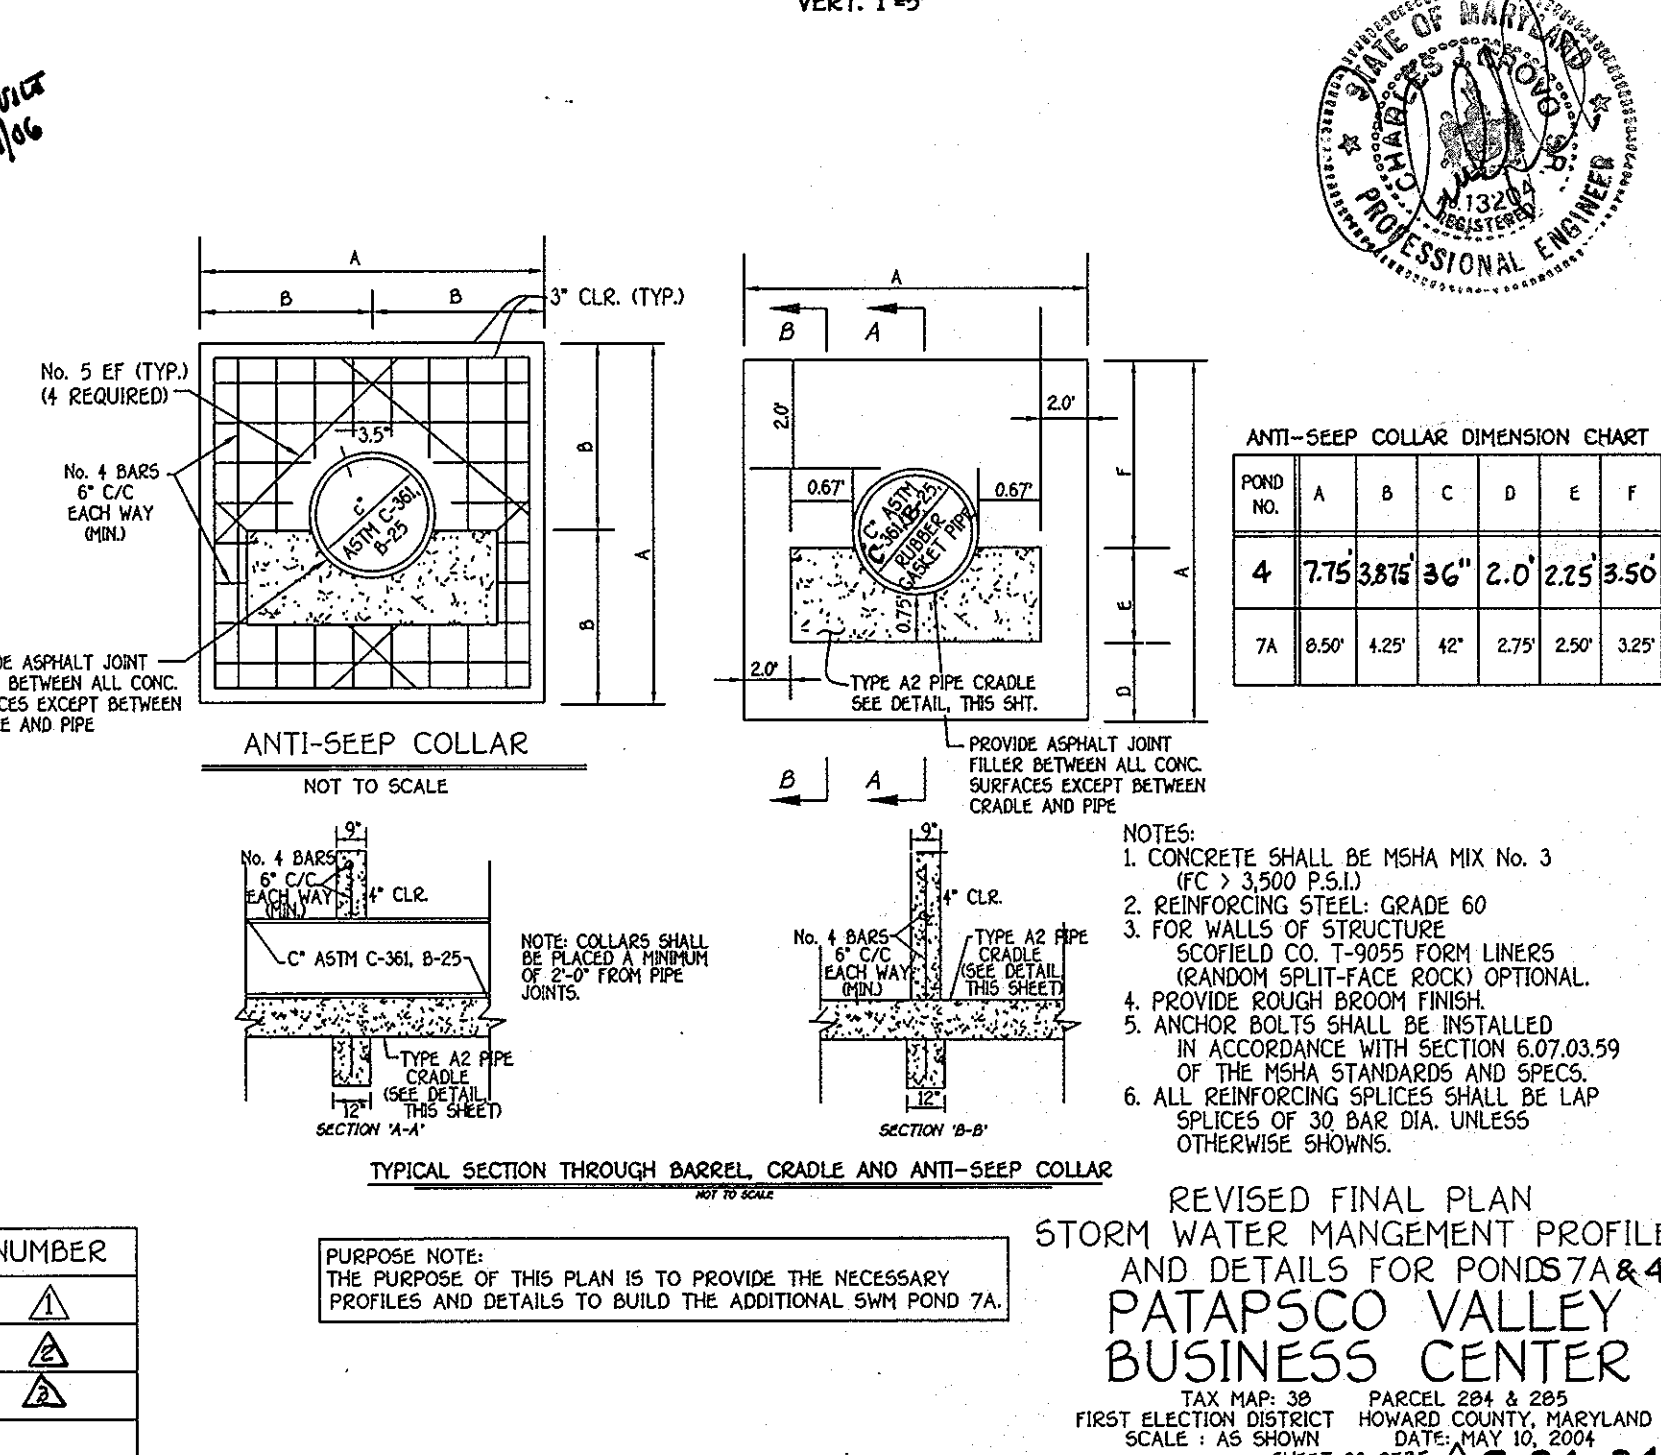 VERT. 1"=5'
/06
STATE OF MARYLAND
CHARLES J. CROVO SR.
No. 13204
REGISTERED
PROFESSIONAL ENGINEER
A
B B
3" CLR. (TYP.)
No. 5 EF (TYP.)
(4 REQUIRED)
3.5"
No. 4 BARS
6" C/C
EACH WAY
(MIN.)
C"
ASTM C-361,
B-25
B
B
A
DE ASPHALT JOINT
BETWEEN ALL CONC.
CES EXCEPT BETWEEN
E AND PIPE
ANTI-SEEP COLLAR
NOT TO SCALE
A
B A
2.0'
2.0'
0.67' 0.67'
"C" ASTM
C-361, B-25,
RUBBER
GASKET PIPE
0.75'
2.0'
F
E
D
A
TYPE A2 PIPE CRADLE
SEE DETAIL, THIS SHT.
PROVIDE ASPHALT JOINT
FILLER BETWEEN ALL CONC.
SURFACES EXCEPT BETWEEN
CRADLE AND PIPE
B A
ANTI-SEEP COLLAR DIMENSION CHART
POND NO. A B C D E F
4 7.75' 3.875' 36" 2.0' 2.25' 3.50'
7A 8.50' 4.25' 42" 2.75' 2.50' 3.25'
9"
No. 4 BARS
6" C/C
EACH WAY
(MIN.)
4" CLR.
C" ASTM C-361, B-25
TYPE A2 PIPE
CRADLE
(SEE DETAIL,
THIS SHEET)
12"
SECTION 'A-A'
NOTE: COLLARS SHALL
BE PLACED A MINIMUM
OF 2'-0" FROM PIPE
JOINTS.
9"
4" CLR.
No. 4 BARS
6" C/C
EACH WAY
(MIN.)
TYPE A2 PIPE
CRADLE
(SEE DETAIL
THIS SHEET)
12"
SECTION 'B-B'
TYPICAL SECTION THROUGH BARREL, CRADLE AND ANTI-SEEP COLLAR
NOT TO SCALE
NOTES:
1. CONCRETE SHALL BE MSHA MIX No. 3
(FC > 3,500 P.S.I.)
2. REINFORCING STEEL: GRADE 60
3. FOR WALLS OF STRUCTURE
SCOFIELD CO. T-9055 FORM LINERS
(RANDOM SPLIT-FACE ROCK) OPTIONAL.
4. PROVIDE ROUGH BROOM FINISH.
5. ANCHOR BOLTS SHALL BE INSTALLED
IN ACCORDANCE WITH SECTION 6.07.03.59
OF THE MSHA STANDARDS AND SPECS.
6. ALL REINFORCING SPLICES SHALL BE LAP
SPLICES OF 30 BAR DIA. UNLESS
OTHERWISE SHOWNS.
NUMBER
1
2
3
PURPOSE NOTE:
THE PURPOSE OF THIS PLAN IS TO PROVIDE THE NECESSARY
PROFILES AND DETAILS TO BUILD THE ADDITIONAL SWM POND 7A.
REVISED FINAL PLAN
STORM WATER MANGEMENT PROFILE
AND DETAILS FOR PONDS 7A & 4
PATAPSCO VALLEY
BUSINESS CENTER
TAX MAP: 38 PARCEL 284 & 285
FIRST ELECTION DISTRICT HOWARD COUNTY, MARYLAND
SCALE : AS SHOWN DATE: MAY 10, 2004